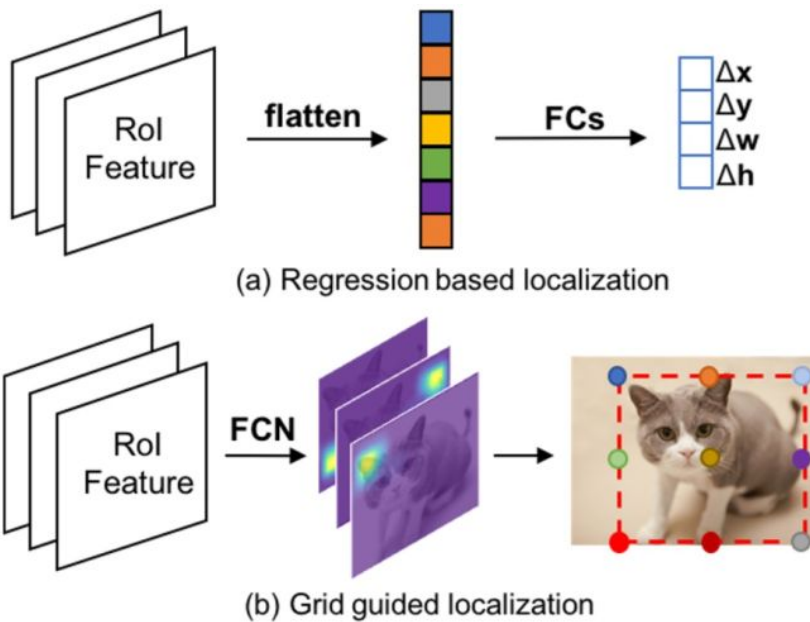 RoI
Feature
flatten
FCs
Δx
Δy
Δw
Δh
(a) Regression based localization
RoI
Feature
FCN
(b) Grid guided localization